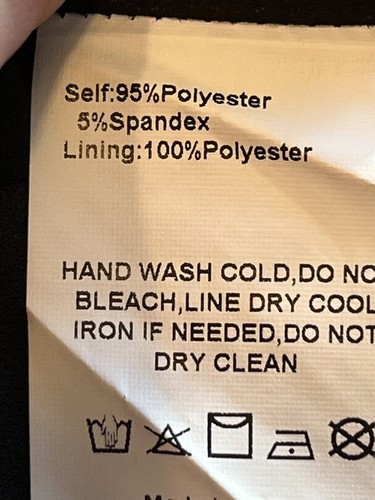 Self:95%Polyester
5%Spandex
Lining:100%Polyester
HAND WASH COLD,DO NO
BLEACH,LINE DRY COOL
IRON IF NEEDED,DO NOT
DRY CLEAN